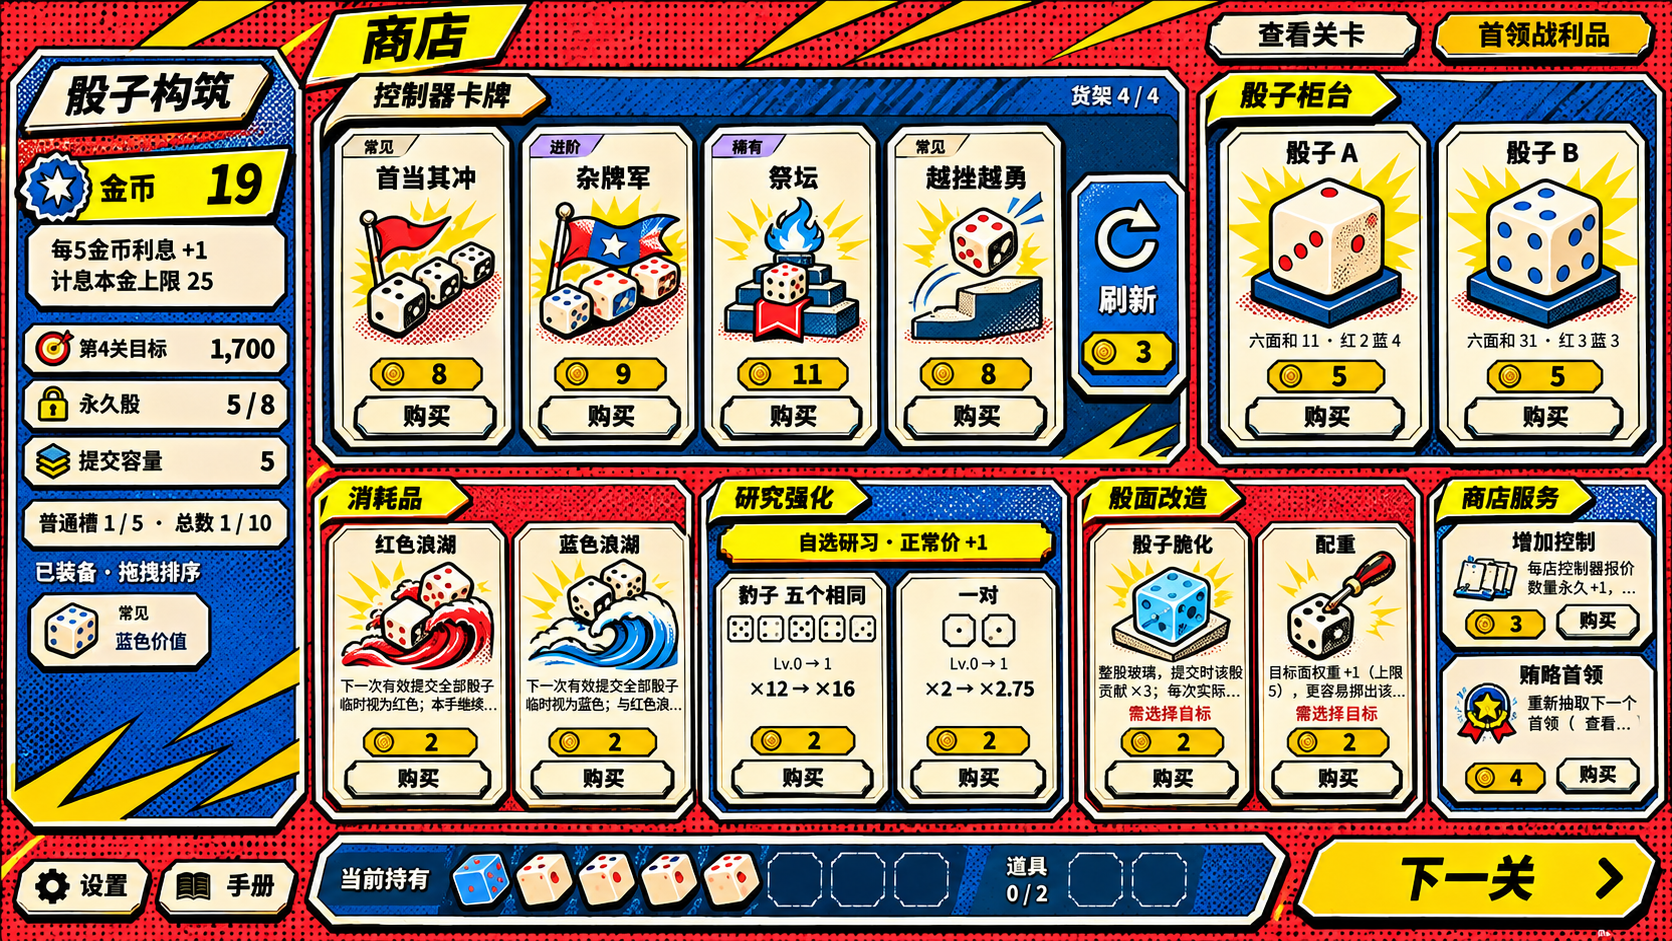 商店
查看关卡
首领战利品
骰子构筑
金币 19
每5金币利息 +1
计息本金上限 25
第4关目标 1,700
永久骰 5 / 8
提交容量 5
普通槽 1 / 5 · 总数 1 / 10
已装备 · 拖拽排序
常见
蓝色价值
控制器卡牌
货架 4 / 4
常见
首当其冲
8
购买
进阶
杂牌军
9
购买
稀有
祭坛
11
购买
常见
越挫越勇
8
购买
刷新
3
骰子柜台
骰子 A
六面和 11 · 红 2 蓝 4
5
购买
骰子 B
六面和 31 · 红 3 蓝 3
5
购买
消耗品
红色浪湖
下一次有效提交全部骰子
临时视为红色；本手继续...
2
购买
蓝色浪湖
下一次有效提交全部骰子
临时视为蓝色；与红色浪...
2
购买
研究强化
自选研习 · 正常价 +1
豹子 五个相同
Lv.0 → 1
×12 → ×16
2
购买
一对
Lv.0 → 1
×2 → ×2.75
2
购买
骰面改造
骰子脆化
整股玻璃，提交时该骰
贡献 ×3；每次实际...
需选择目标
2
购买
配重
目标面权重 +1（上限
5），更容易掷出该...
需选择目标
2
购买
商店服务
增加控制
每店控制器报价
数量永久 +1，...
3
购买
贿略首领
重新抽取下一个
首领（ 查看...
4
购买
设置
手册
当前持有
道具
0 / 2
下一关